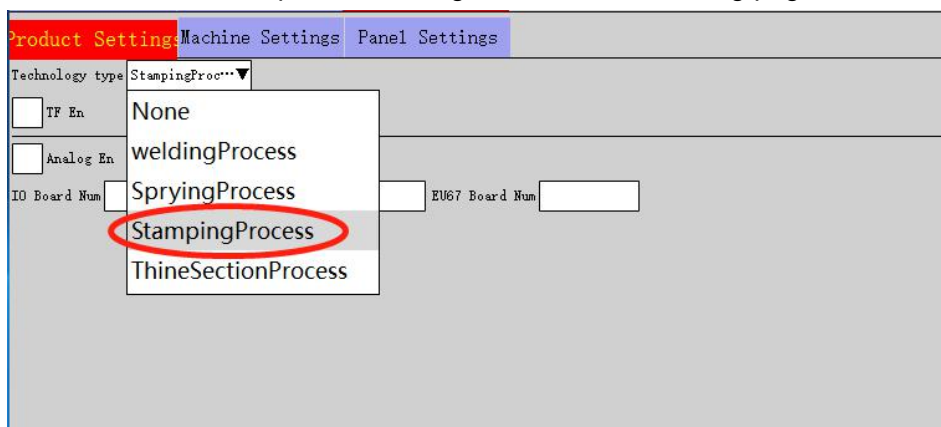 Product Settings Machine Settings Panel Settings
Technology type StampingProc…▼
TF En
None
Analog En
weldingProcess
IO Board Num
SpryingProcess
EU67 Board Num
StampingProcess
ThineSectionProcess